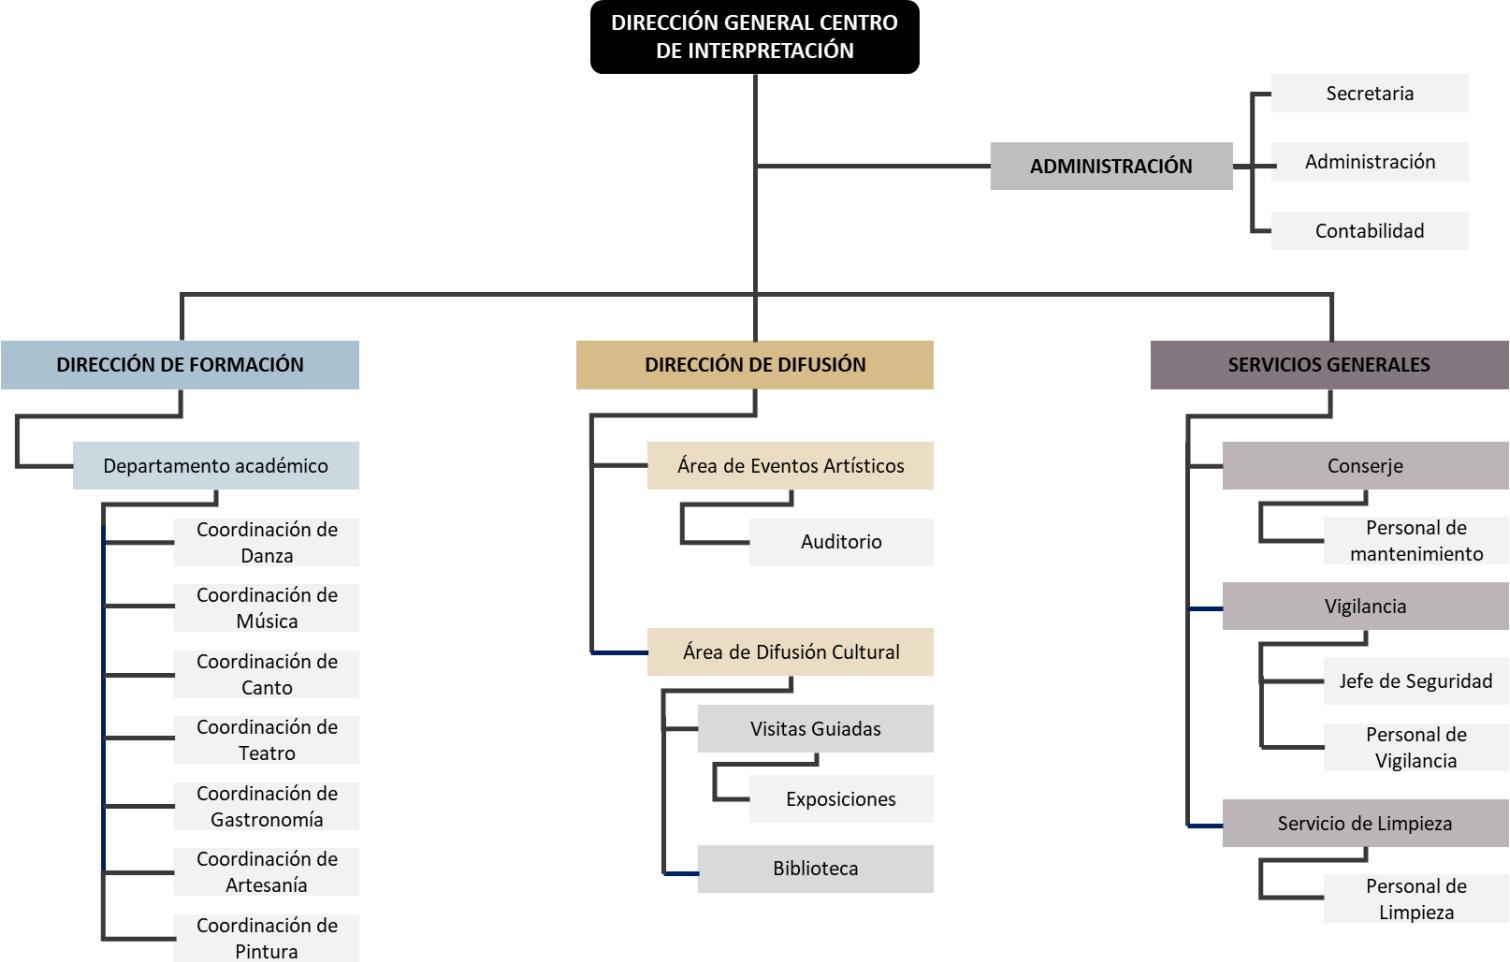 DIRECCIÓN GENERAL CENTRO
DE INTERPRETACIÓN
Secretaria
ADMINISTRACIÓN
Administración
Contabilidad
DIRECCIÓN DE FORMACIÓN
Departamento académico
Coordinación de
Danza
Coordinación de
Música
Coordinación de
Canto
Coordinación de
Teatro
Coordinación de
Gastronomía
Coordinación de
Artesanía
Coordinación de
Pintura
DIRECCIÓN DE DIFUSIÓN
Área de Eventos Artísticos
Auditorio
Área de Difusión Cultural
Visitas Guiadas
Exposiciones
Biblioteca
SERVICIOS GENERALES
Conserje
Personal de
mantenimiento
Vigilancia
Jefe de Seguridad
Personal de
Vigilancia
Servicio de Limpieza
Personal de
Limpieza